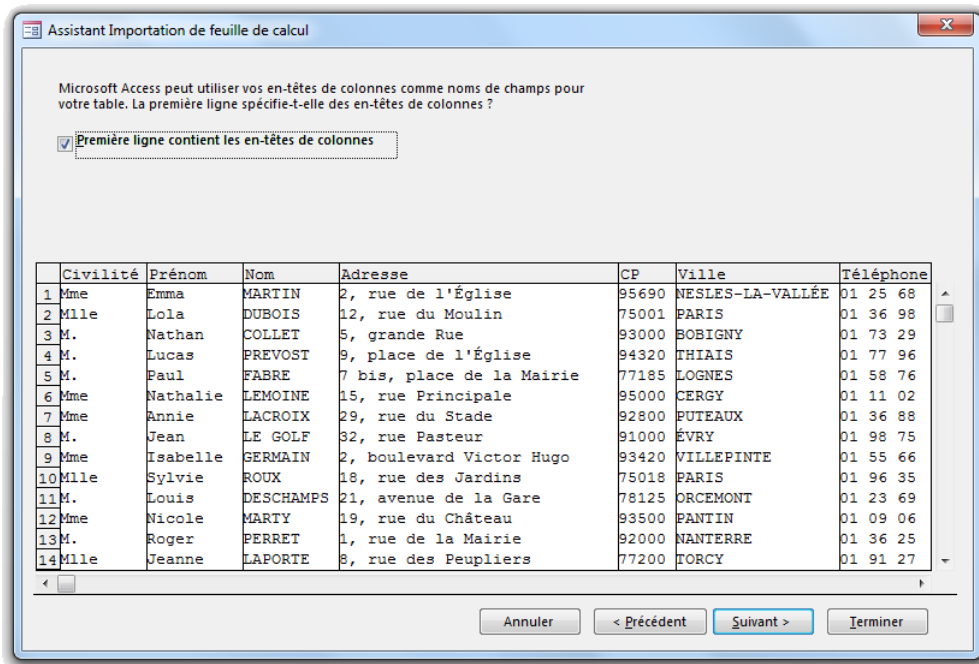 Assistant Importation de feuille de calcul
Microsoft Access peut utiliser vos en-têtes de colonnes comme noms de champs pour
votre table. La première ligne spécifie-t-elle des en-têtes de colonnes ?
Première ligne contient les en-têtes de colonnes
Civilité Prénom Nom Adresse CP Ville Téléphone
1 Mme Emma MARTIN 2, rue de l'Église 95690 NESLES-LA-VALLÉE 01 25 68
2 Mlle Lola DUBOIS 12, rue du Moulin 75001 PARIS 01 36 98
3 M. Nathan COLLET 5, grande Rue 93000 BOBIGNY 01 73 29
4 M. Lucas PREVOST 9, place de l'Église 94320 THIAIS 01 77 96
5 M. Paul FABRE 7 bis, place de la Mairie 77185 LOGNES 01 58 76
6 Mme Nathalie LEMOINE 15, rue Principale 95000 CERGY 01 11 02
7 Mme Annie LACROIX 29, rue du Stade 92800 PUTEAUX 01 36 88
8 M. Jean LE GOLF 32, rue Pasteur 91000 ÉVRY 01 98 75
9 Mme Isabelle GERMAIN 2, boulevard Victor Hugo 93420 VILLEPINTE 01 55 66
10 Mlle Sylvie ROUX 18, rue des Jardins 75018 PARIS 01 96 35
11 M. Louis DESCHAMPS 21, avenue de la Gare 78125 ORCEMONT 01 23 69
12 Mme Nicole MARTY 19, rue du Château 93500 PANTIN 01 09 06
13 M. Roger PERRET 1, rue de la Mairie 92000 NANTERRE 01 36 25
14 Mlle Jeanne LAPORTE 8, rue des Peupliers 77200 TORCY 01 91 27
Annuler < Précédent Suivant > Terminer